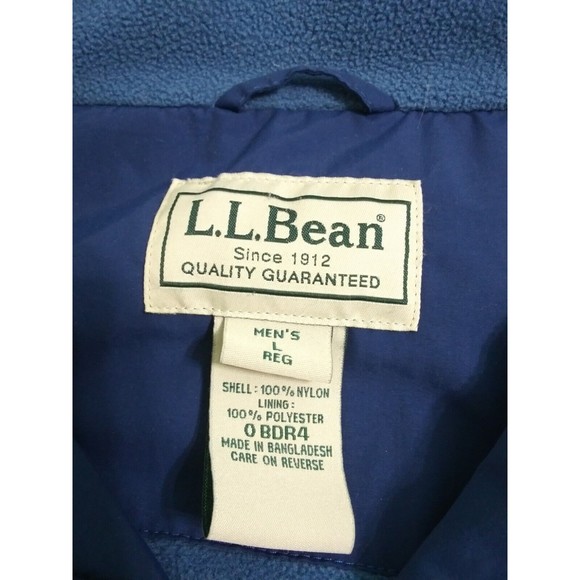 L.L.Bean®
Since 1912
QUALITY GUARANTEED
MEN'S
L
REG
SHELL: 100% NYLON
LINING:
100% POLYESTER
0 BDR4
MADE IN BANGLADESH
CARE ON REVERSE